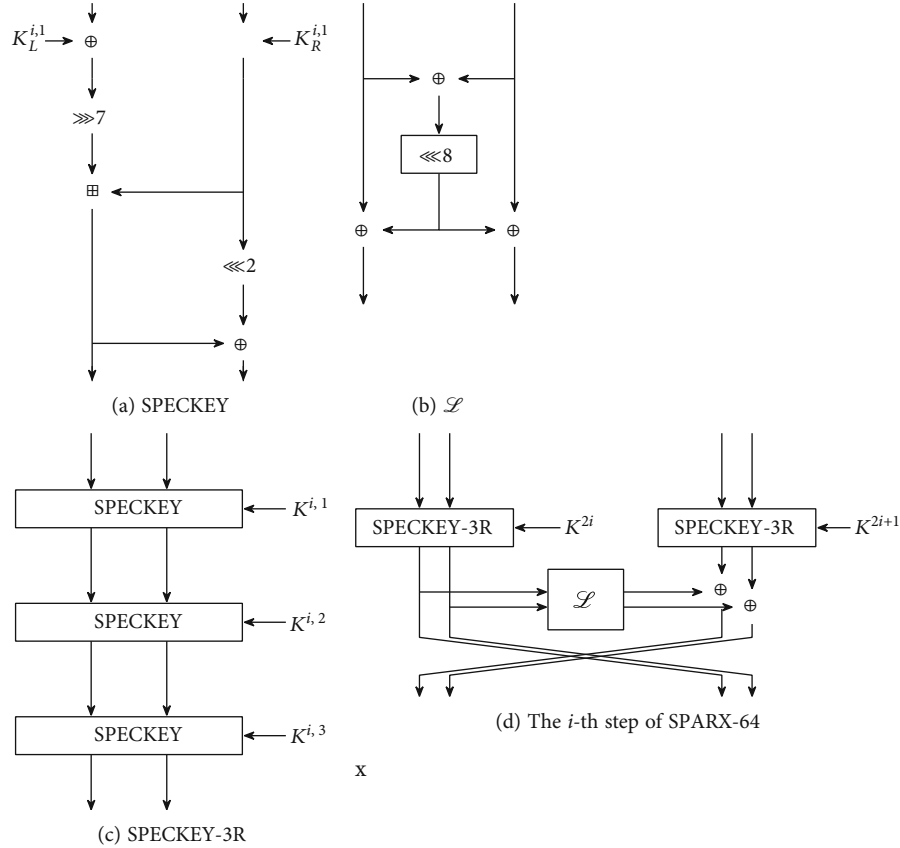 K_L^{i,1} ⊕ K_R^{i,1}
⋙7
⊞
⋘2
⊕
(a) SPECKEY
⊕
⋘8
⊕ ⊕
(b) ℒ
SPECKEY K^{i, 1}
SPECKEY K^{i, 2}
SPECKEY K^{i, 3}
(c) SPECKEY-3R
SPECKEY-3R K^{2i} SPECKEY-3R K^{2i+1}
ℒ ⊕
⊕
(d) The i-th step of SPARX-64
x